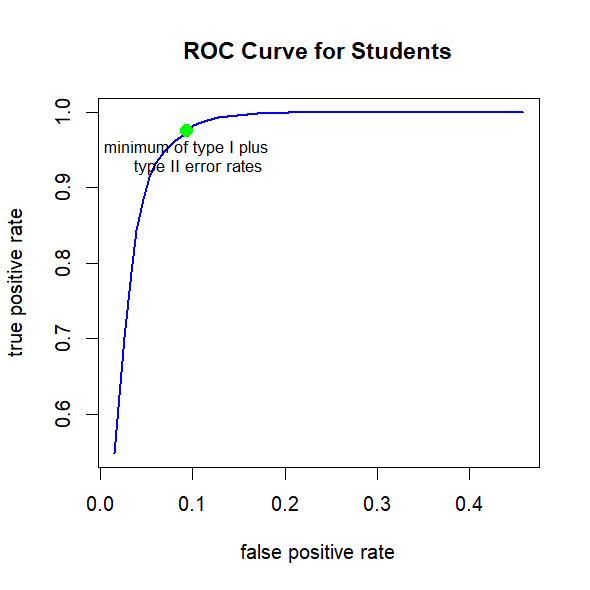 ROC Curve for Students
1.0
0.9
0.8
0.7
0.6
true positive rate
minimum of type I plus
type II error rates
0.0 0.1 0.2 0.3 0.4
false positive rate